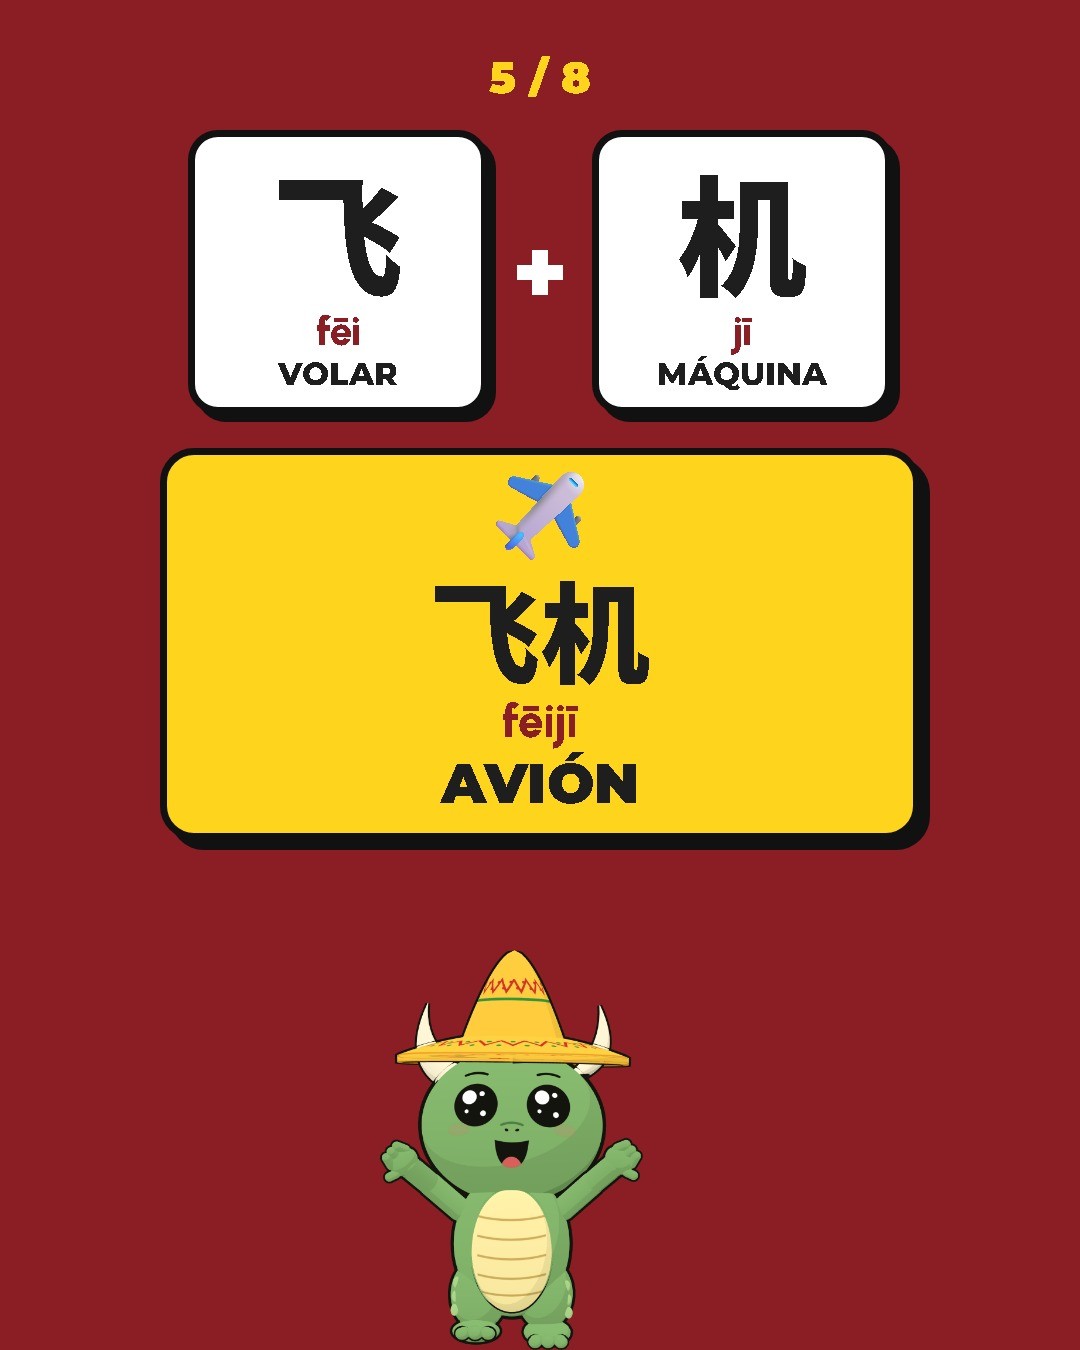 5 / 8
飞
fēi
VOLAR
+
机
jī
MÁQUINA
飞机
fēijī
AVIÓN